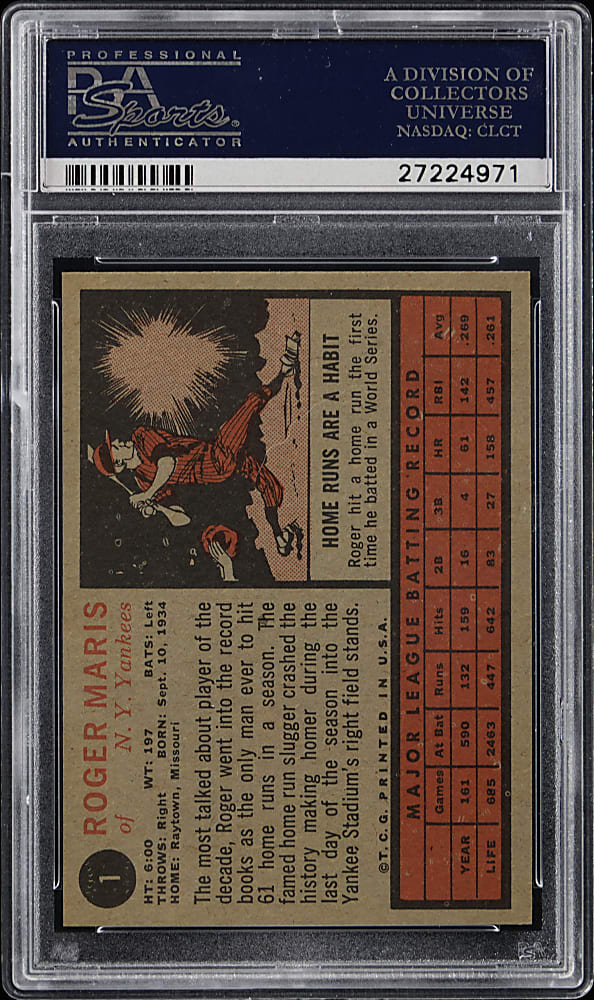 PROFESSIONAL
PSA
Sports
AUTHENTICATOR
A DIVISION OF
COLLECTORS
UNIVERSE
NASDAQ: CLCT
27224971
1
ROGER MARIS
of N. Y. Yankees
HT: 6:00 WT: 197 BATS: Left
THROWS: Right BORN: Sept. 10, 1934
HOME: Raytown, Missouri
The most talked about player of the
decade, Roger went into the record
books as the only man ever to hit
61 home runs in a season. The
famed home run slugger crashed the
history making homer during the
last day of the season into the
Yankee Stadium's right field stands.
©T. C. G. PRINTED IN U.S.A.
HOME RUNS ARE A HABIT
Roger hit a home run the first
time he batted in a World Series.
MAJOR LEAGUE BATTING RECORD
Games At Bat Runs Hits 2B 3B HR RBI Avg
YEAR 161 590 132 159 16 4 61 142 .269
LIFE 685 2463 447 642 83 27 158 457 .261